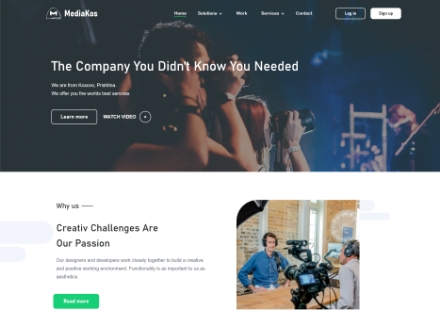 MediaKos
Home Solutions Work Services Contact Log in Sign up
The Company You Didn't Know You Needed
We are from Kosovo, Prishtina
We offer you the worlds best services
Learn more WATCH VIDEO
Why us
Creativ Challenges Are
Our Passion
Our designers and developers work closely together to build a creative
and positive working environment. Functionality is as important to us as
aesthetics.
Read more